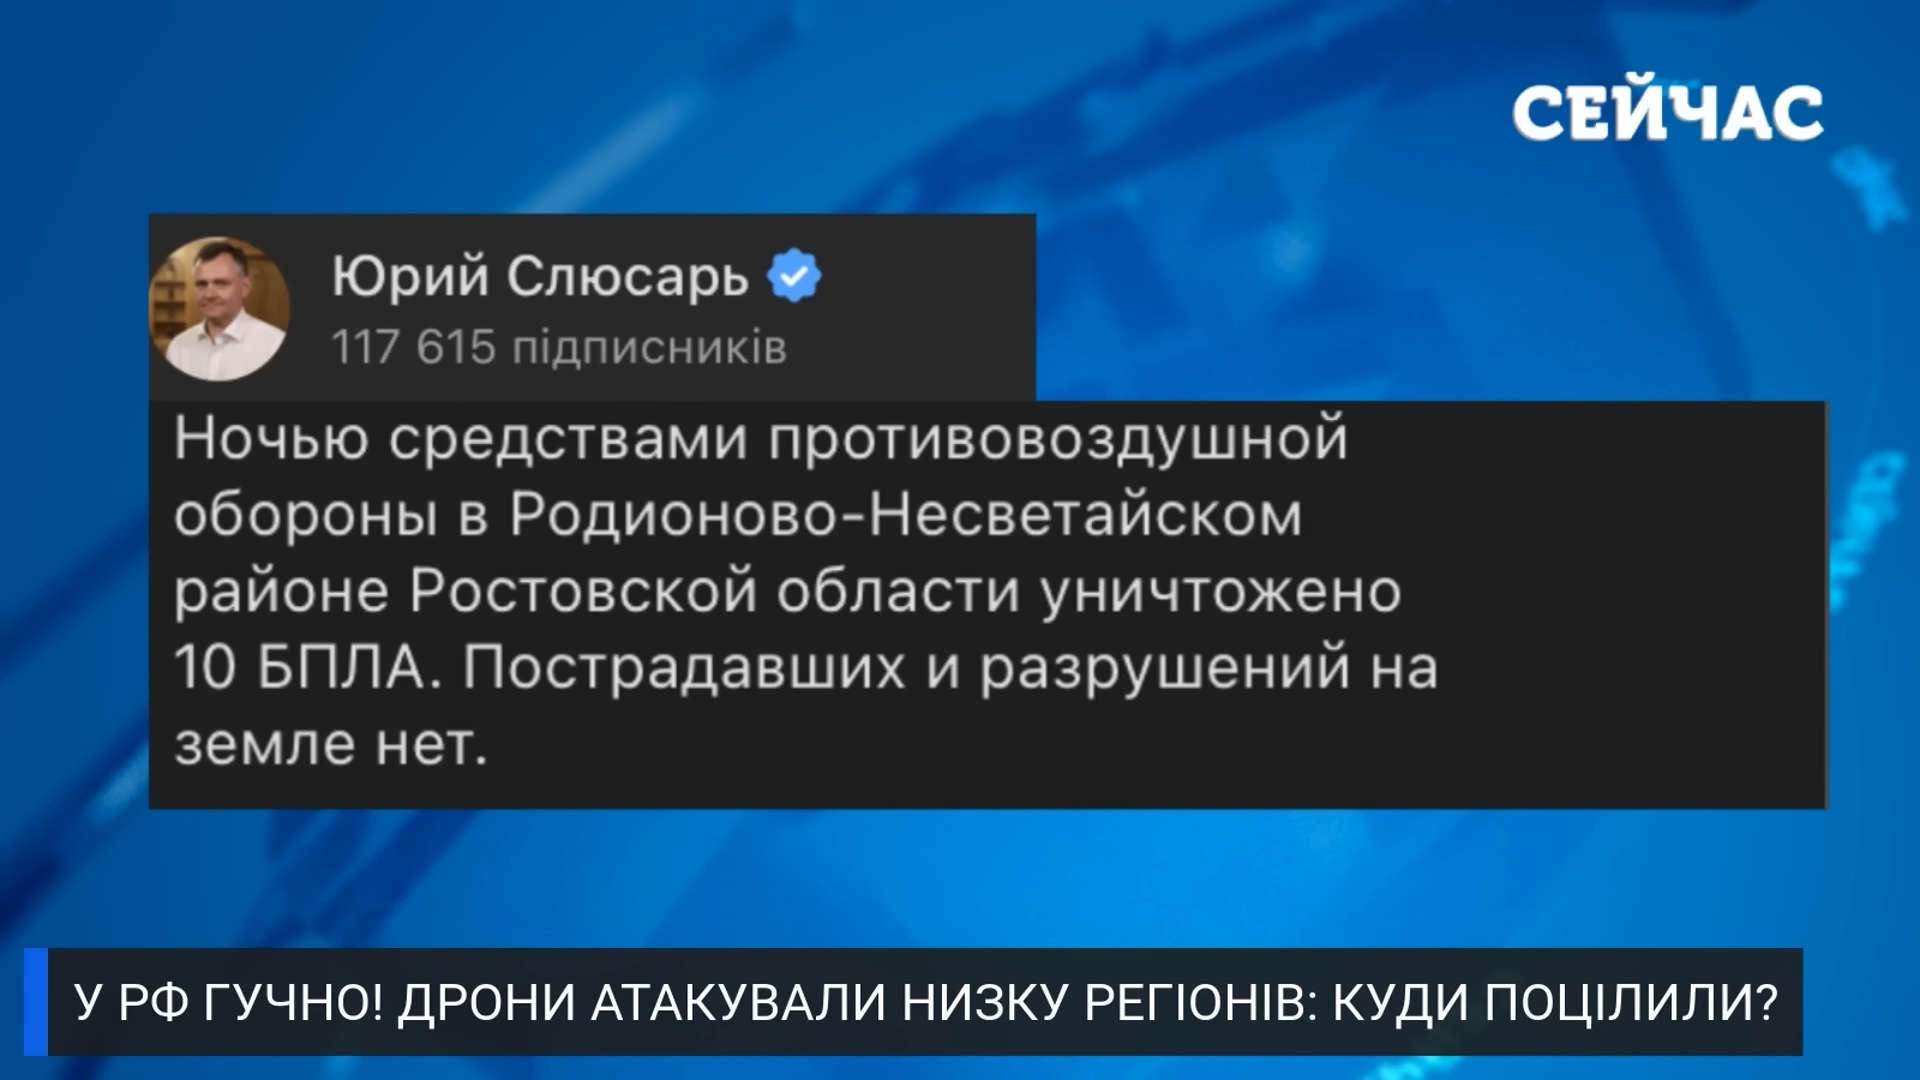 СЕЙЧАС
Юрий Слюсарь
117 615 підписників
Ночью средствами противовоздушной
обороны в Родионово-Несветайском
районе Ростовской области уничтожено
10 БПЛА. Пострадавших и разрушений на
земле нет.
У РФ ГУЧНО! ДРОНИ АТАКУВАЛИ НИЗКУ РЕГІОНІВ: КУДИ ПОЦІЛИЛИ?